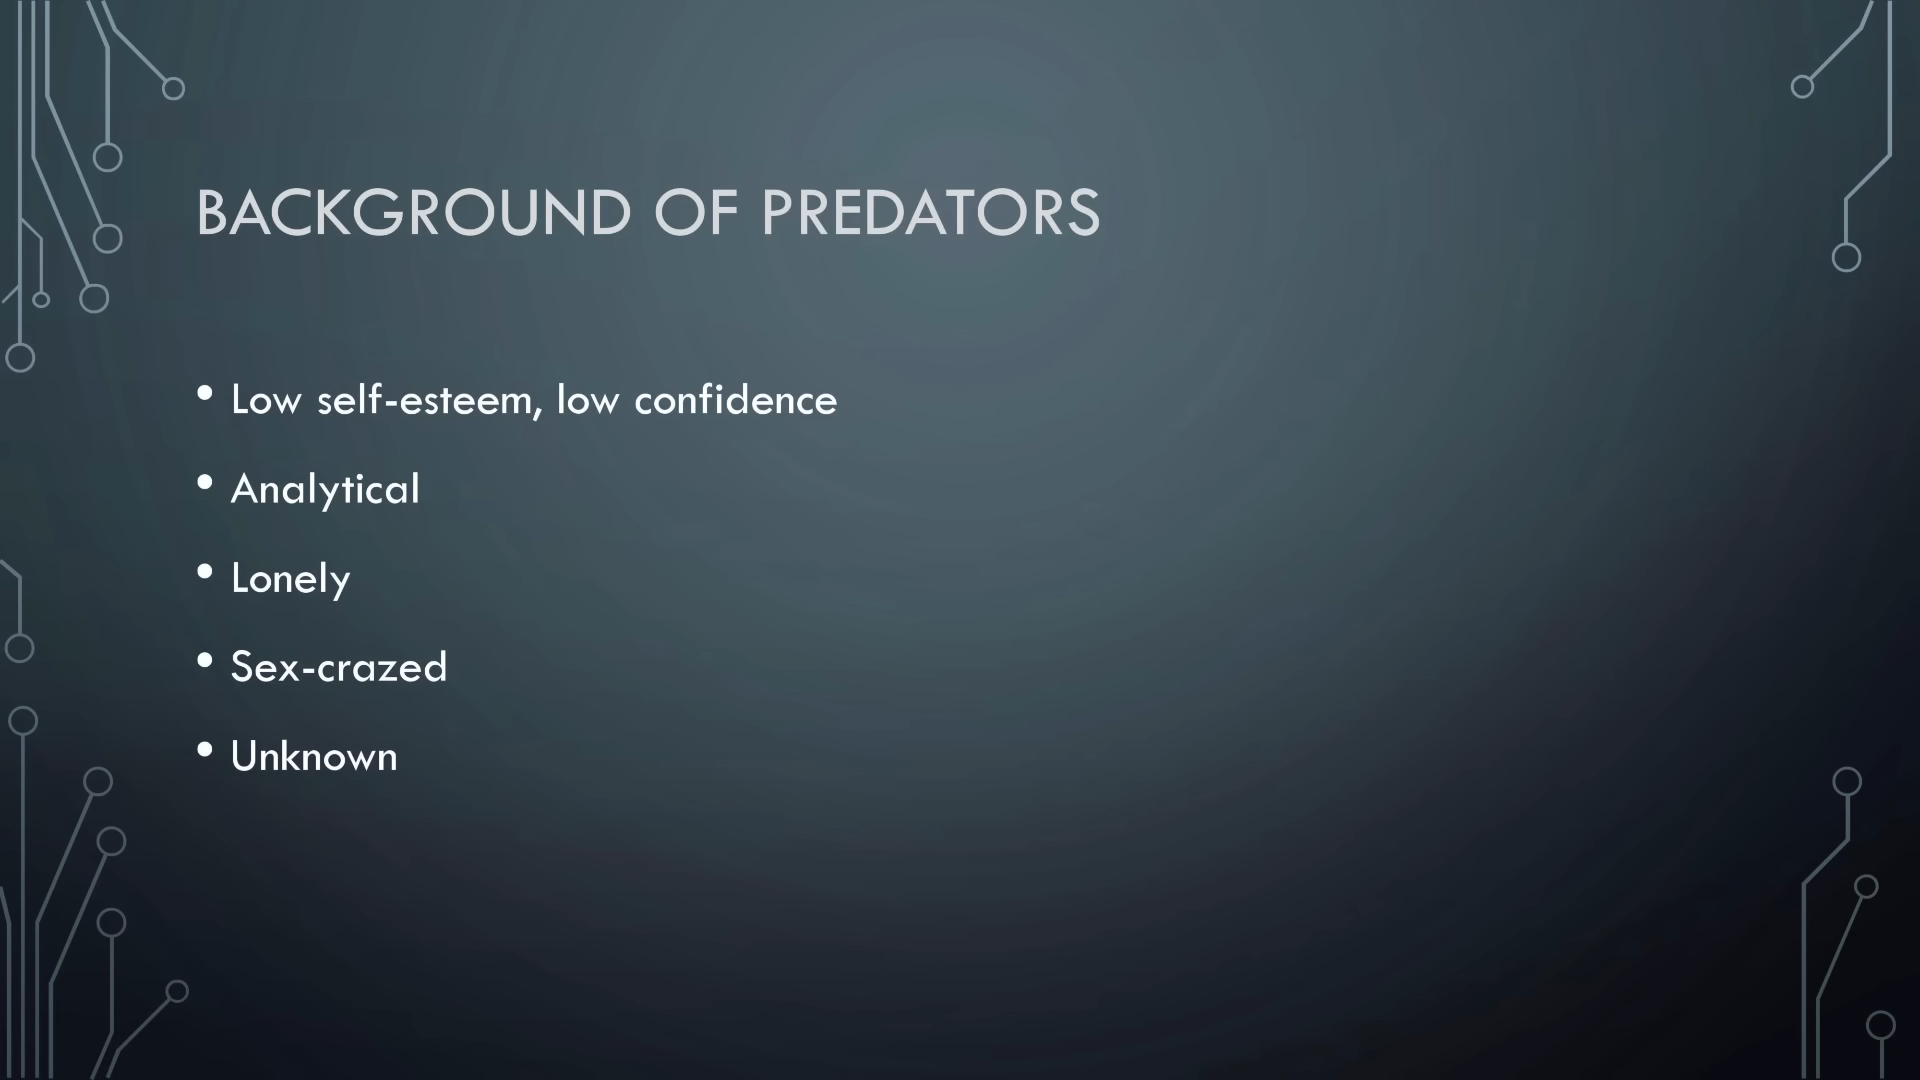 BACKGROUND OF PREDATORS
• Low self-esteem, low confidence
• Analytical
• Lonely
• Sex-crazed
• Unknown